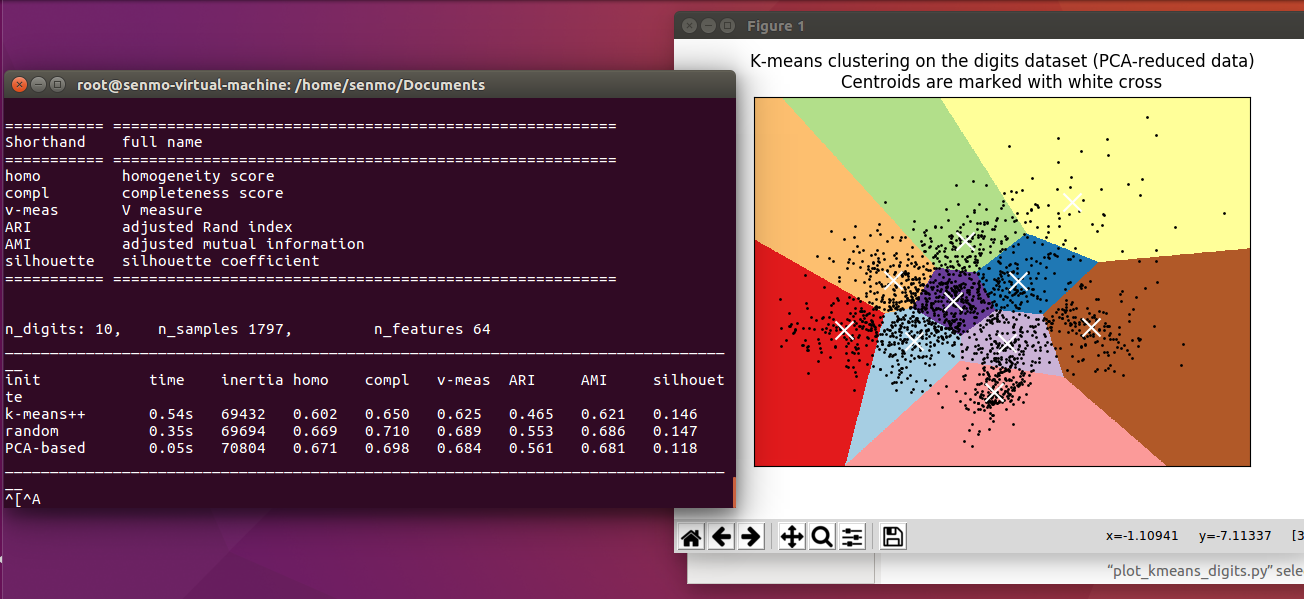 root@senmo-virtual-machine: /home/senmo/Documents
=========== ========================================================
Shorthand    full name
=========== ========================================================
homo         homogeneity score
compl        completeness score
v-meas       V measure
ARI          adjusted Rand index
AMI          adjusted mutual information
silhouette   silhouette coefficient
=========== ========================================================
n_digits: 10,    n_samples 1797,         n_features 64
________________________________________________________________________________
__
init            time    inertia homo    compl   v-meas  ARI     AMI     silhouet
te
k-means++       0.54s   69432   0.602   0.650   0.625   0.465   0.621   0.146
random          0.35s   69694   0.669   0.710   0.689   0.553   0.686   0.147
PCA-based       0.05s   70804   0.671   0.698   0.684   0.561   0.681   0.118
________________________________________________________________________________
__
^[^A
Figure 1
K-means clustering on the digits dataset (PCA-reduced data)
Centroids are marked with white cross
x=-1.10941 y=-7.11337 [3
“plot_kmeans_digits.py” sele